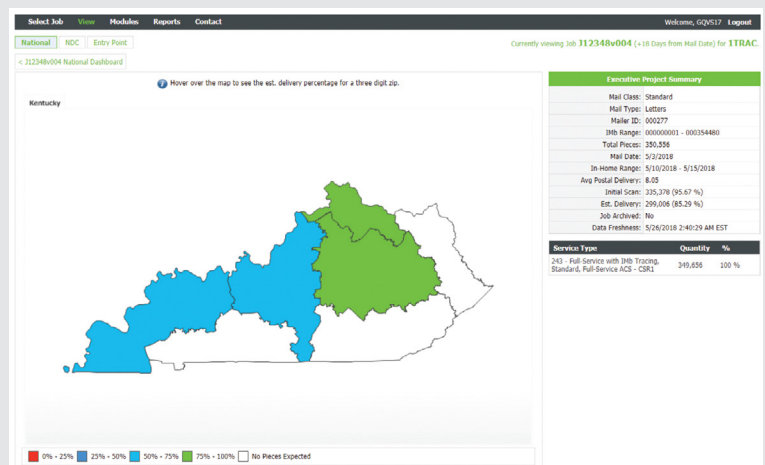 Select Job View Modules Reports Contact Welcome, GQVS17 Logout
National NDC Entry Point Currently viewing Job J12348v004 (+18 Days from Mail Date) for 1TRAC.
< J12348v004 National Dashboard
Hover over the map to see the est. delivery percentage for a three digit zip.
Kentucky
Executive Project Summary
Mail Class: Standard
Mail Type: Letters
Mailer ID: 000277
IMb Range: 000000001 - 000354480
Total Pieces: 350,556
Mail Date: 5/3/2018
In-Home Range: 5/10/2018 - 5/15/2018
Avg Postal Delivery: 8.05
Initial Scan: 335,378 (95.67 %)
Est. Delivery: 299,006 (85.29 %)
Job Archived: No
Data Freshness: 5/26/2018 2:40:29 AM EST
Service Type Quantity %
243 - Full-Service with IMb Tracing,
Standard, Full-Service ACS - CSR1 349,656 100 %
0% - 25% 25% - 50% 50% - 75% 75% - 100% No Pieces Expected